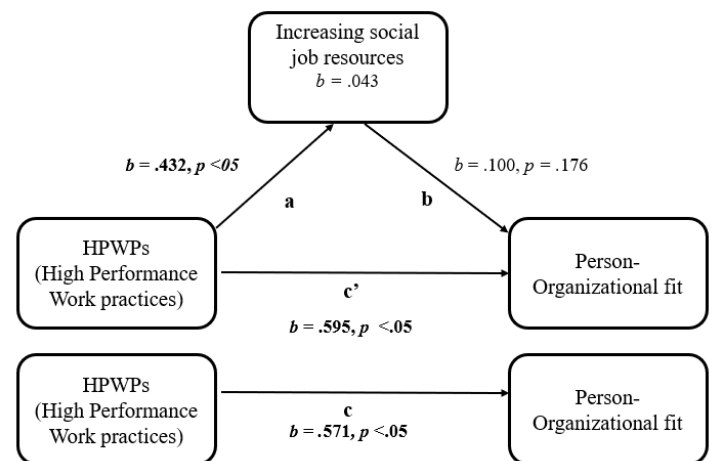 Increasing social
job resources
b = .043
b = .432, p <05
b = .100, p = .176
a
b
HPWPs
(High Performance
Work practices)
Person-
Organizational fit
c’
b = .595, p <.05
HPWPs
(High Performance
Work practices)
Person-
Organizational fit
c
b = .571, p <.05